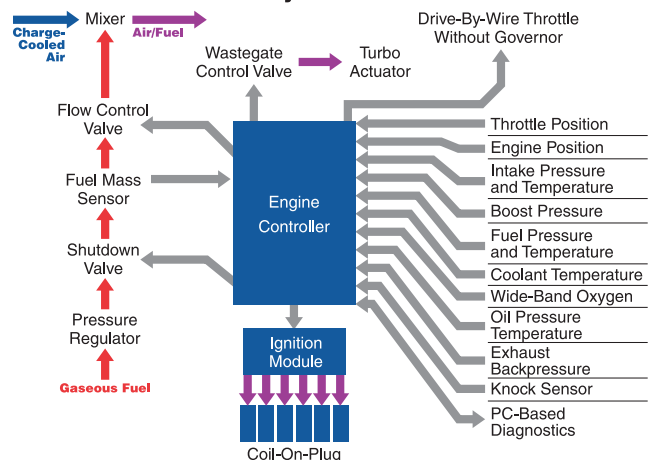 Mixer
Charge-
Cooled
Air
Air/Fuel
Drive-By-Wire Throttle
Without Governor
Wastegate
Control Valve
Turbo
Actuator
Flow Control
Valve
Fuel Mass
Sensor
Shutdown
Valve
Pressure
Regulator
Gaseous Fuel
Engine
Controller
Ignition
Module
Coil-On-Plug
Throttle Position
Engine Position
Intake Pressure
and Temperature
Boost Pressure
Fuel Pressure
and Temperature
Coolant Temperature
Wide-Band Oxygen
Oil Pressure
Temperature
Exhaust
Backpressure
Knock Sensor
PC-Based
Diagnostics